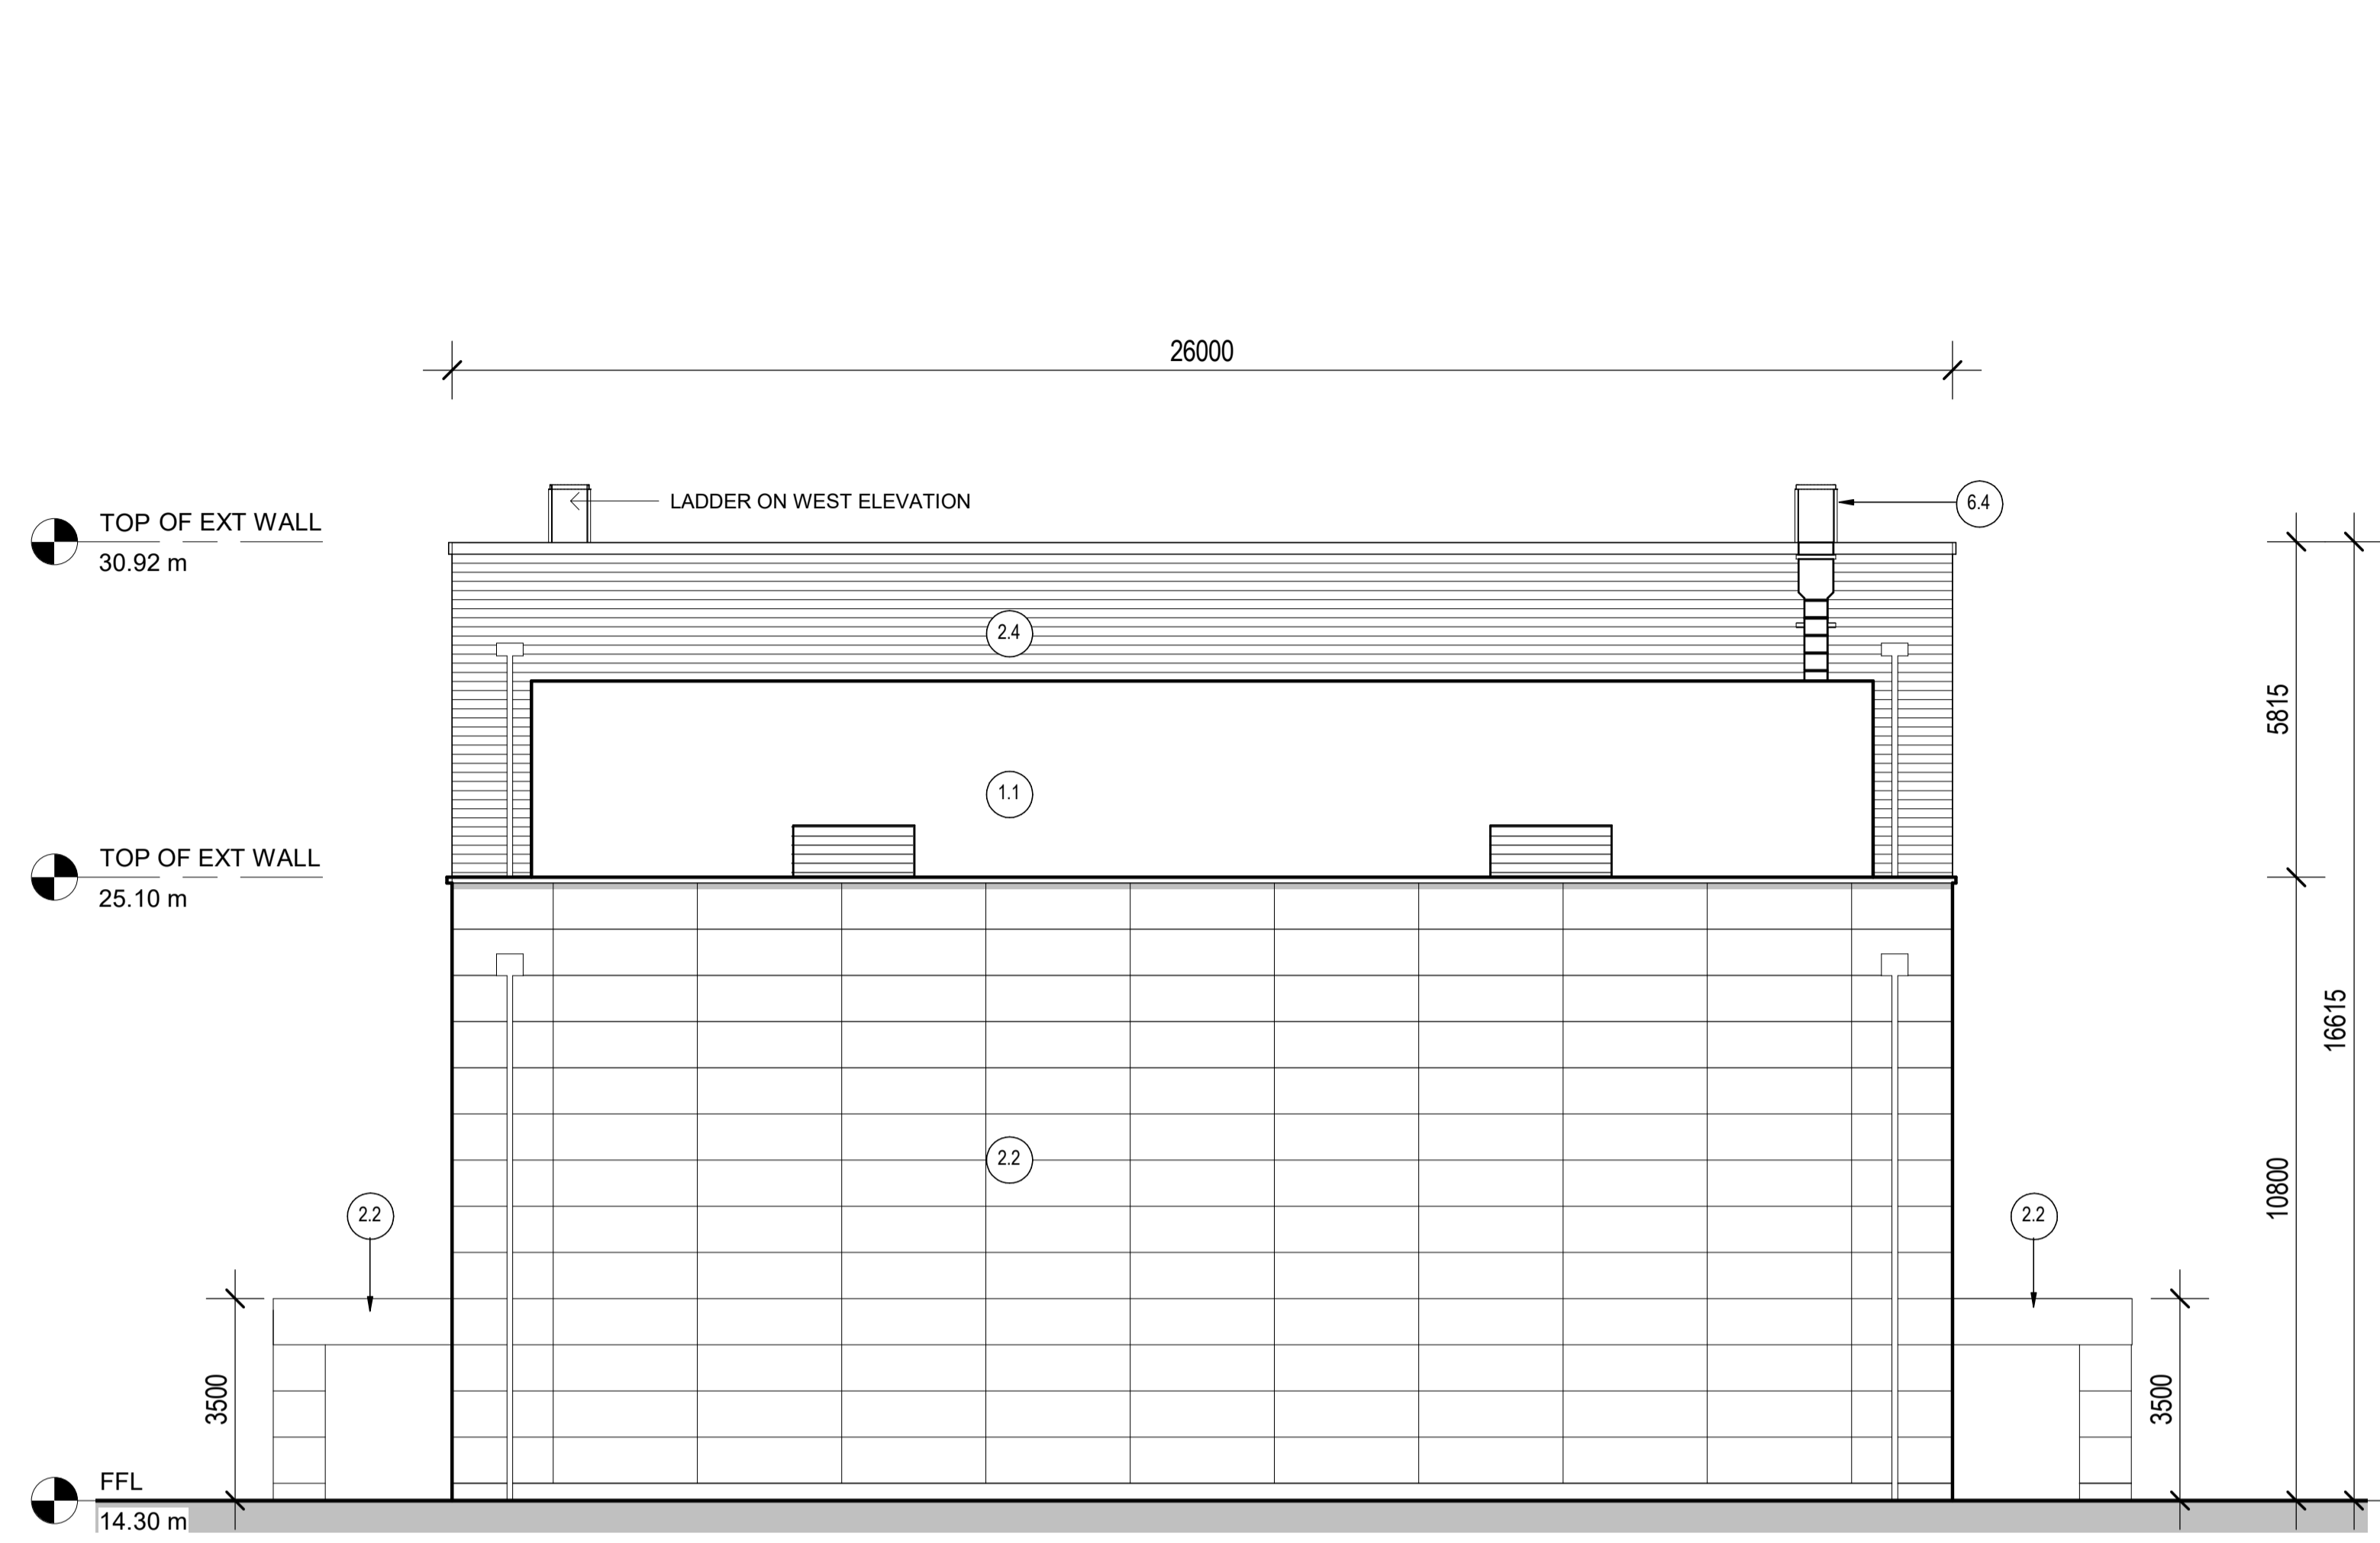 26000
LADDER ON WEST ELEVATION
6.4
TOP OF EXT WALL
30.92 m
2.4
5815
1.1
TOP OF EXT WALL
25.10 m
16615
2.2
10800
2.2
2.2
3500
3500
FFL
14.30 m